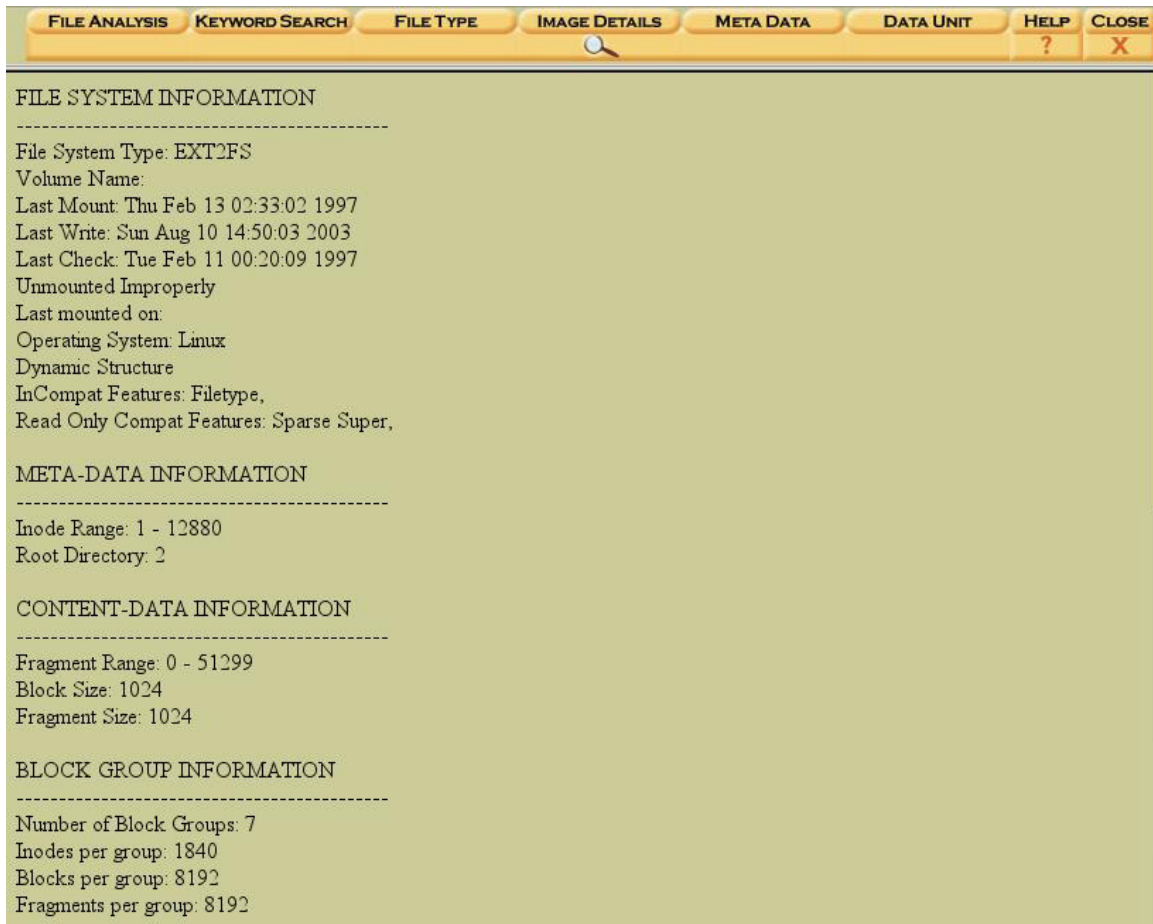 FILE ANALYSIS KEYWORD SEARCH FILE TYPE IMAGE DETAILS META DATA DATA UNIT HELP CLOSE
? X
FILE SYSTEM INFORMATION
--------------------------------------------
File System Type: EXT2FS
Volume Name:
Last Mount: Thu Feb 13 02:33:02 1997
Last Write: Sun Aug 10 14:50:03 2003
Last Check: Tue Feb 11 00:20:09 1997
Unmounted Improperly
Last mounted on:
Operating System: Linux
Dynamic Structure
InCompat Features: Filetype,
Read Only Compat Features: Sparse Super,
META-DATA INFORMATION
--------------------------------------------
Inode Range: 1 - 12880
Root Directory: 2
CONTENT-DATA INFORMATION
--------------------------------------------
Fragment Range: 0 - 51299
Block Size: 1024
Fragment Size: 1024
BLOCK GROUP INFORMATION
--------------------------------------------
Number of Block Groups: 7
Inodes per group: 1840
Blocks per group: 8192
Fragments per group: 8192